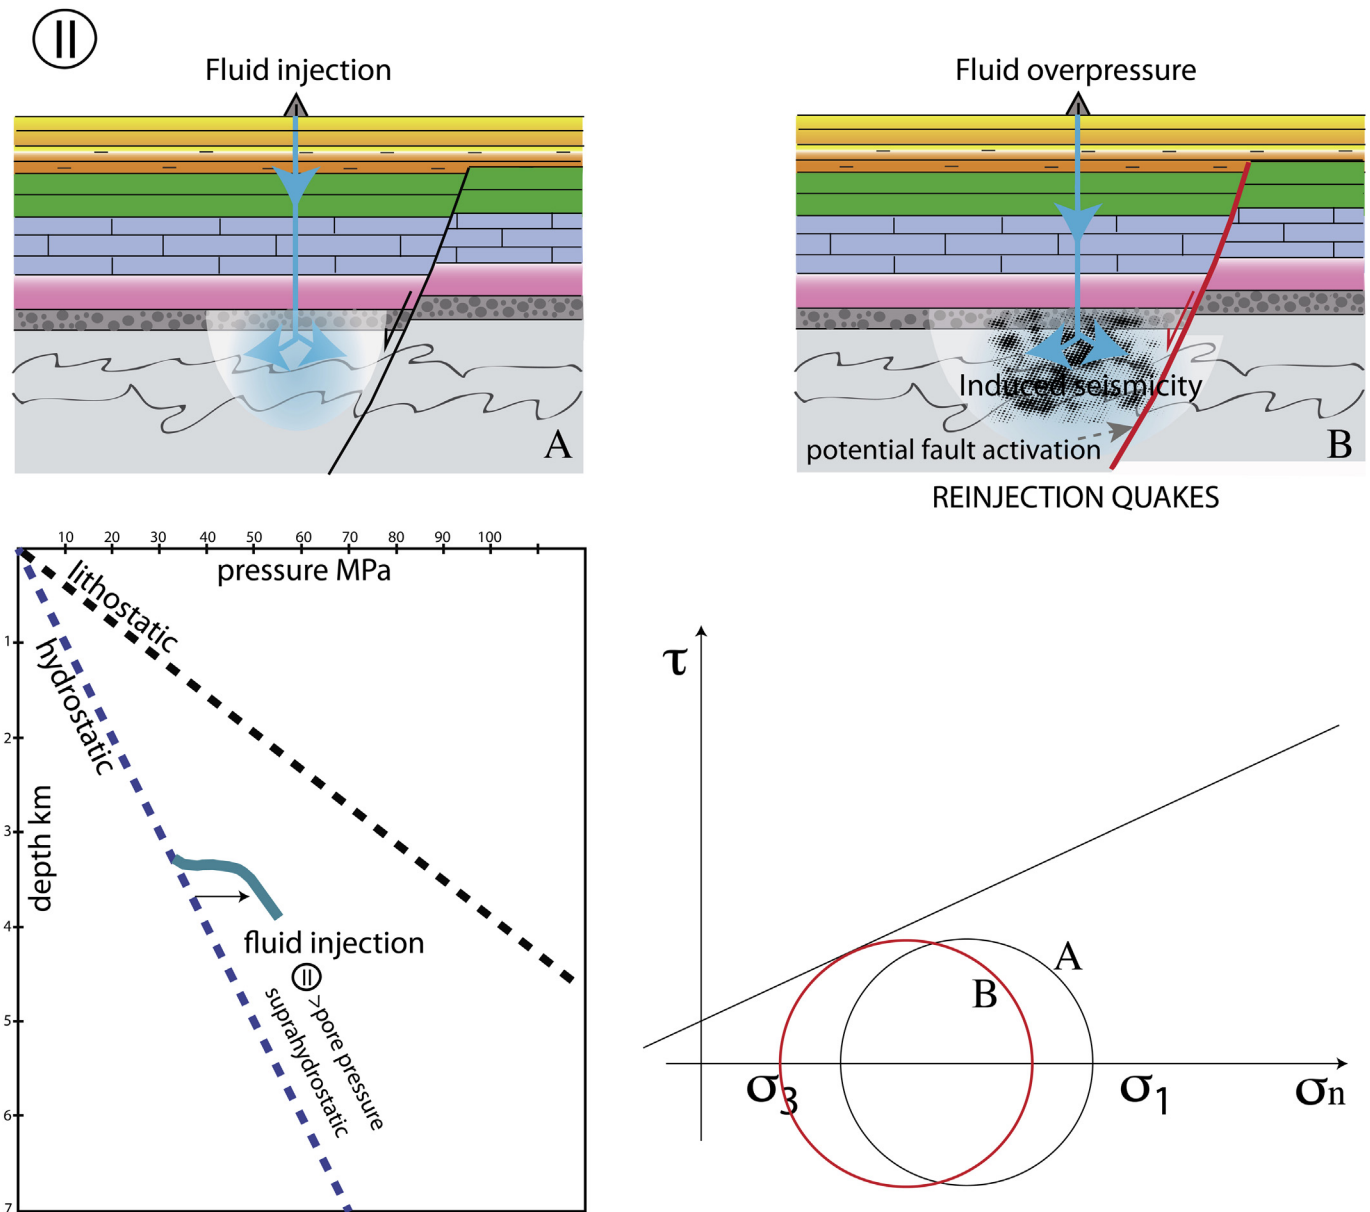 II
Fluid injection
Fluid overpressure
A
Induced seismicity
potential fault activation
B
REINJECTION QUAKES
10 20 30 40 50 60 70 80 90 100
pressure MPa
lithostatic
hydrostatic
depth km
1
2
3
4
5
6
7
fluid injection
II
>pore pressure
suprahydrostatic
τ
A
B
σ3
σ1
σn